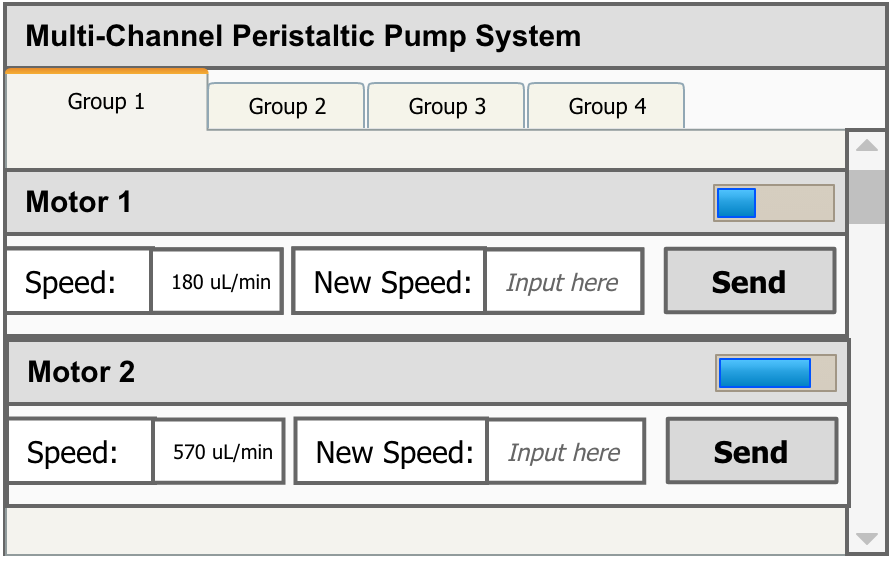 Multi-Channel Peristaltic Pump System
Group 1
Group 2
Group 3
Group 4
Motor 1
Speed:
180 uL/min
New Speed:
Input here
Send
Motor 2
Speed:
570 uL/min
New Speed:
Input here
Send